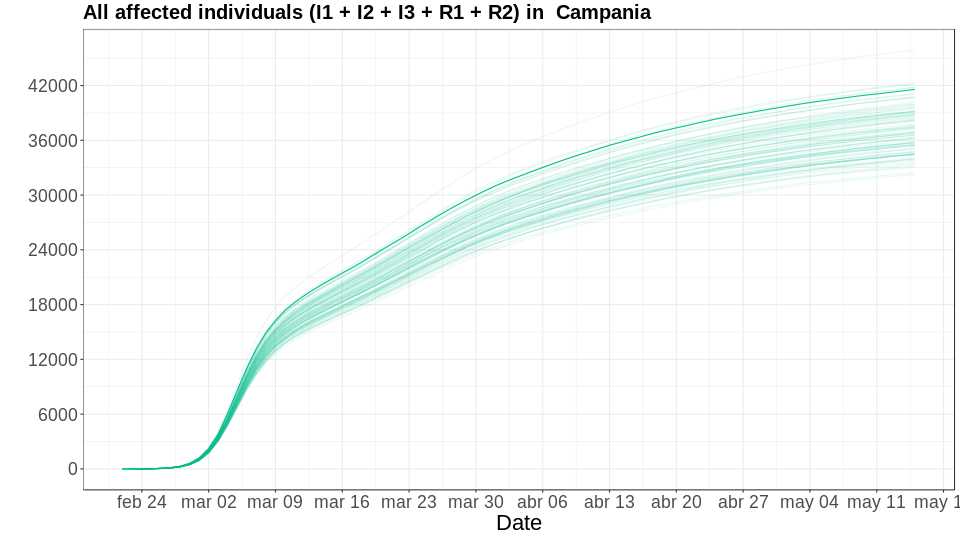 All affected individuals (I1 + I2 + I3 + R1 + R2) in  Campania
42000
36000
30000
24000
18000
12000
6000
0
feb 24 mar 02 mar 09 mar 16 mar 23 mar 30 abr 06 abr 13 abr 20 abr 27 may 04 may 11 may 1
Date